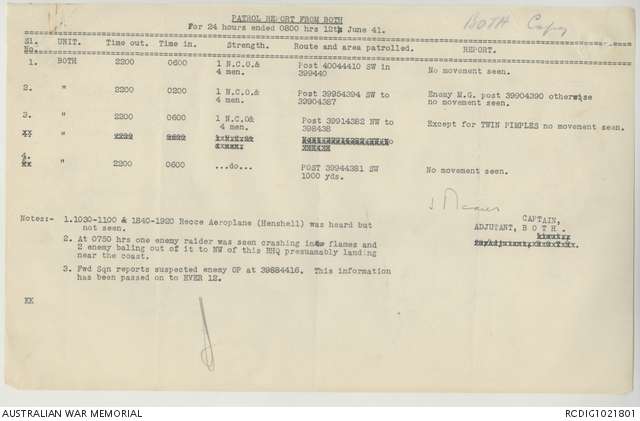 PATROL REPORT FROM BOTH
BOTH Copy
For 24 hours ended 0800 hrs 12th June 41.
Sl. No. UNIT. Time out. Time in. Strength. Route and area patrolled. REPORT.
1. BOTH 2200 0600 1 N.C.O.& Post 40044410 SW in
4 men. 399440 No movement seen.
2. " 2200 0200 1 N.C.O.& Post 39954394 SW to Enemy M.G. post 39904390 otherwise
4 men. 39904387 no movement seen.
3. " 2200 0600 1 N.CO& Post 39914382 NW to
4 men. 398438 Except for TWIN PIMPLES no movement seen.
4. " 2200 0600 ...do... POST 39944381 SW No movement seen.
1000 yds.
Notes:- 1.1030-1100 & 1840-1920 Recce Aeroplane (Henshell) was heard but
not seen.
2. At 0750 hrs one enemy raider was seen crashing into flames and
2 enemy baling out of it to NW of this BHQ presumably landing
near the coast.
3. Fwd Sqn reports suspected enemy OP at 39884416. This information
has been passed on to EVER 12.
CAPTAIN,
ADJUTANT, B O T H .
KK
AUSTRALIAN WAR MEMORIAL
RCDIG1021801